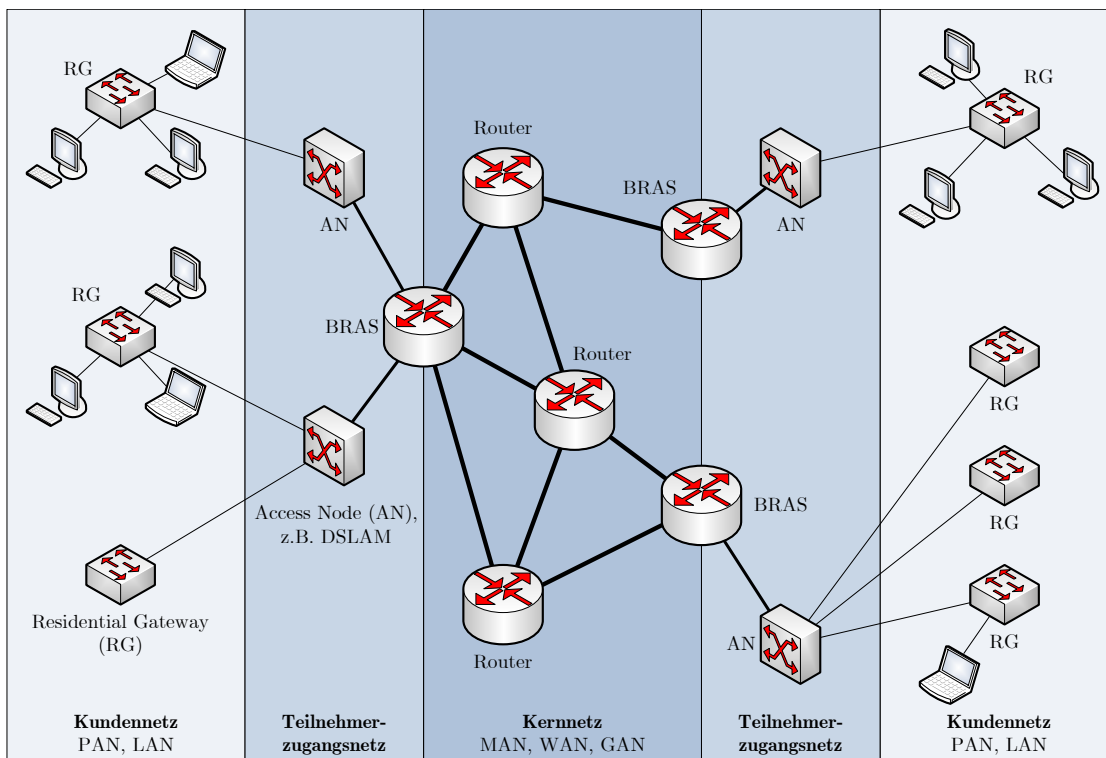 RG
RG
Router
BRAS
AN
AN
RG
BRAS
Router
RG
Access Node (AN),
z.B. DSLAM
BRAS
RG
Residential Gateway
(RG)
Router
AN
RG
Kundennetz
PAN, LAN
Teilnehmer-
zugangsnetz
Kernnetz
MAN, WAN, GAN
Teilnehmer-
zugangsnetz
Kundennetz
PAN, LAN